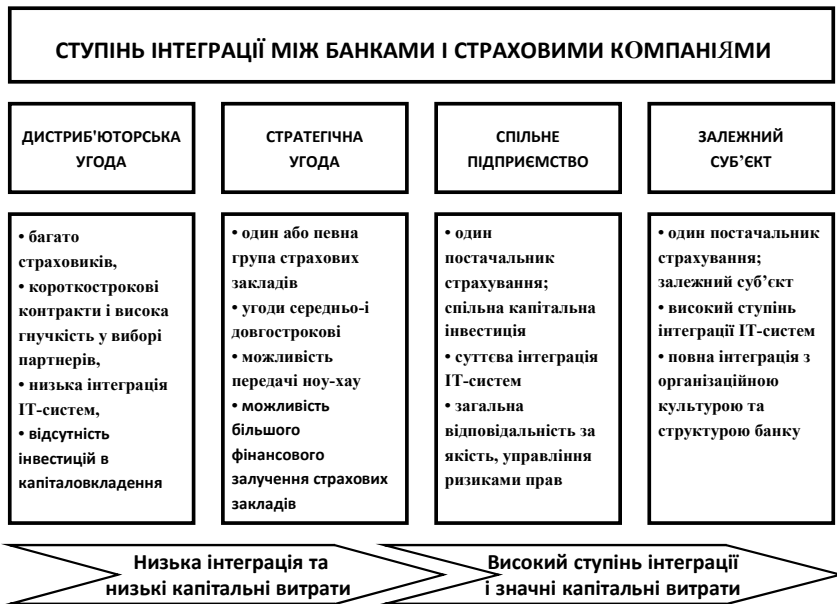 СТУПІНЬ ІНТЕГРАЦІЇ МІЖ БАНКАМИ І СТРАХОВИМИ КОМПАНІЯМИ
ДИСТРИБ'ЮТОРСЬКА
УГОДА
СТРАТЕГІЧНА
УГОДА
СПІЛЬНЕ
ПІДПРИЄМСТВО
ЗАЛЕЖНИЙ
СУБ’ЄКТ
• багато
страховиків,
• короткострокові
контракти і висока
гнучкість у виборі
партнерів,
• низька інтеграція
ІТ-систем,
• відсутність
інвестицій в
капіталовкладення
• один або певна
група страхових
закладів
• угоди середньо-і
довгострокові
• можливість
передачі ноу-хау
• можливість
більшого
фінансового
залучення страхових
закладів
• один
постачальник
страхування;
спільна капітальна
інвестиція
• суттєва інтеграція
ІТ-систем
• загальна
відповідальність за
якість, управління
ризиками прав
• один постачальник
страхування;
залежний суб’єкт
• високий ступінь
інтеграції ІТ-систем
• повна інтеграція з
організаційною
культурою та
структурою банку
Низька інтеграція та
низькі капітальні витрати
Високий ступінь інтеграції
і значні капітальні витрати